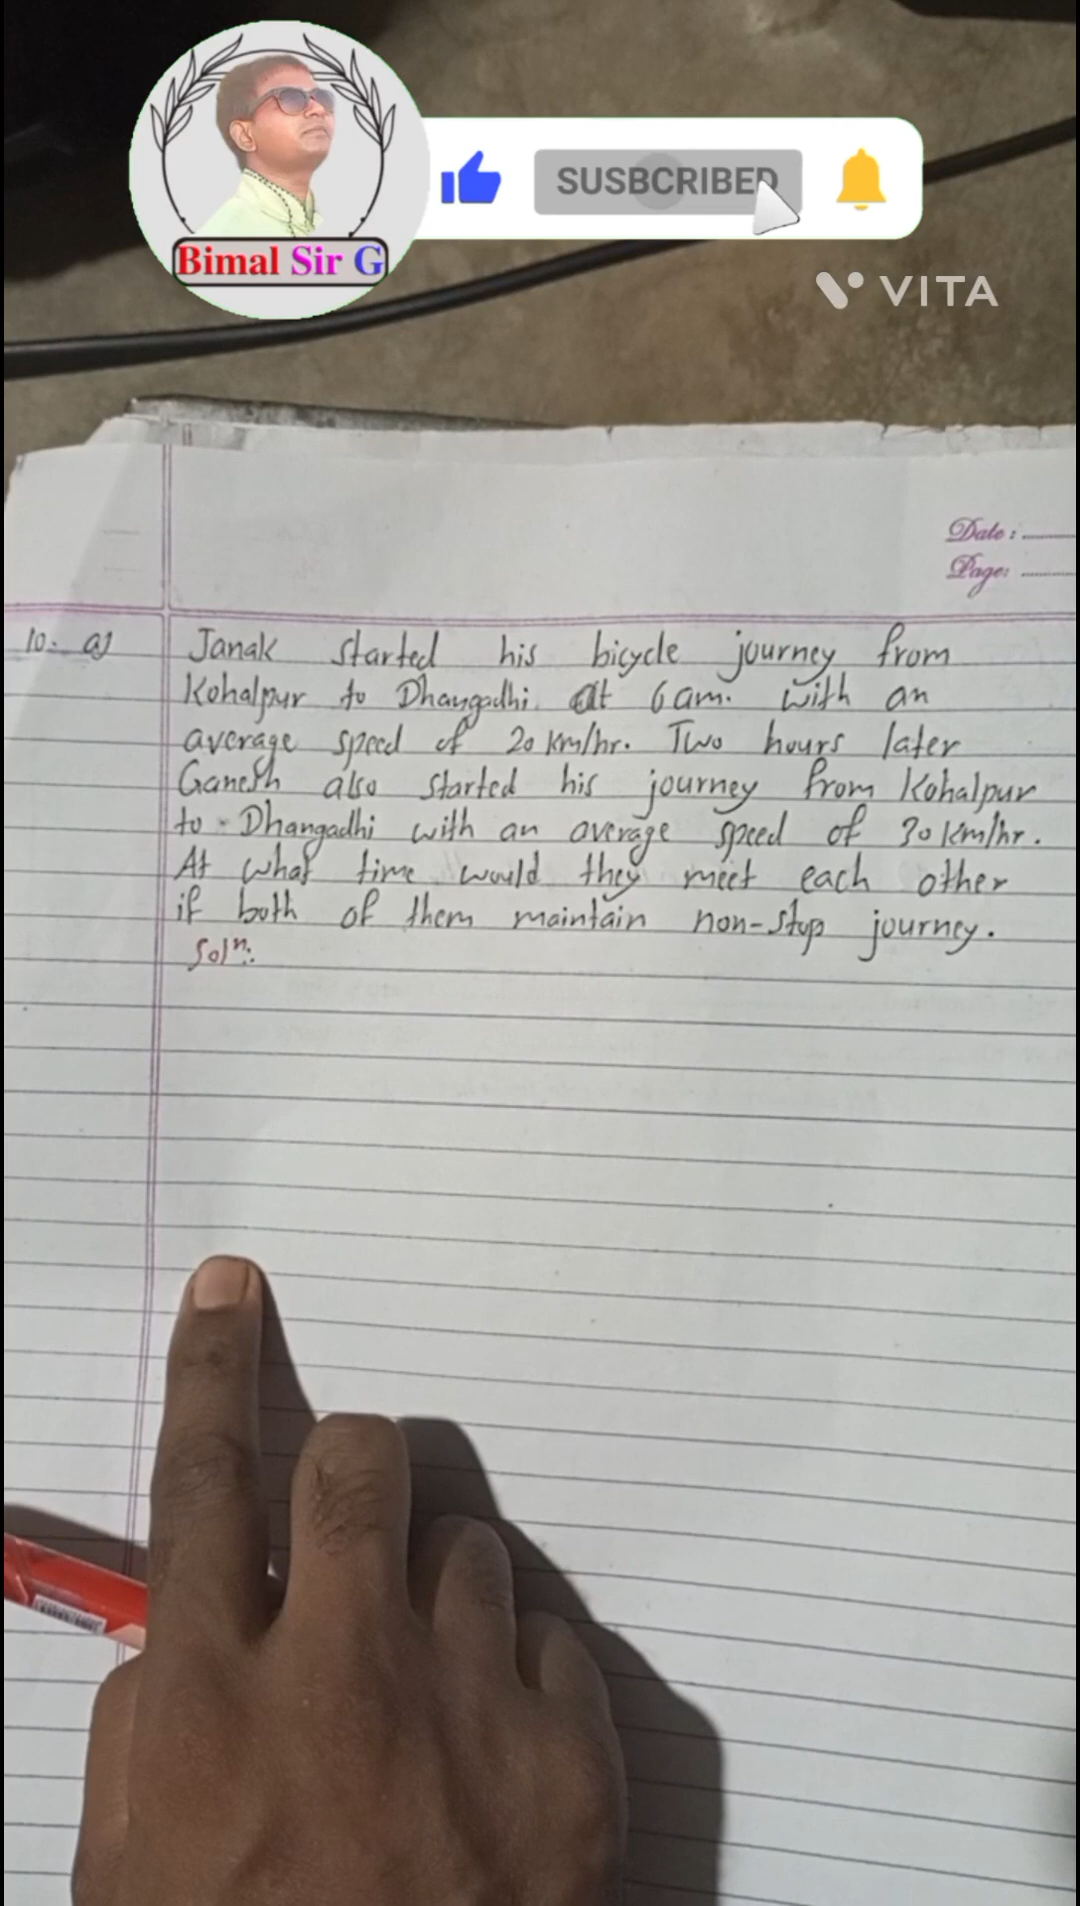 Bimal Sir G
SUSBCRIBED
VITA
Date:
Page:
10. a) Janak started his bicycle journey from
Kohalpur to Dhangadhi at 6 am. with an
average speed of 20 km/hr. Two hours later
Ganesh also started his journey from Kohalpur
to Dhangadhi with an average speed of 30 km/hr.
At what time would they meet each other
if both of them maintain non-stop journey.
Solⁿ: